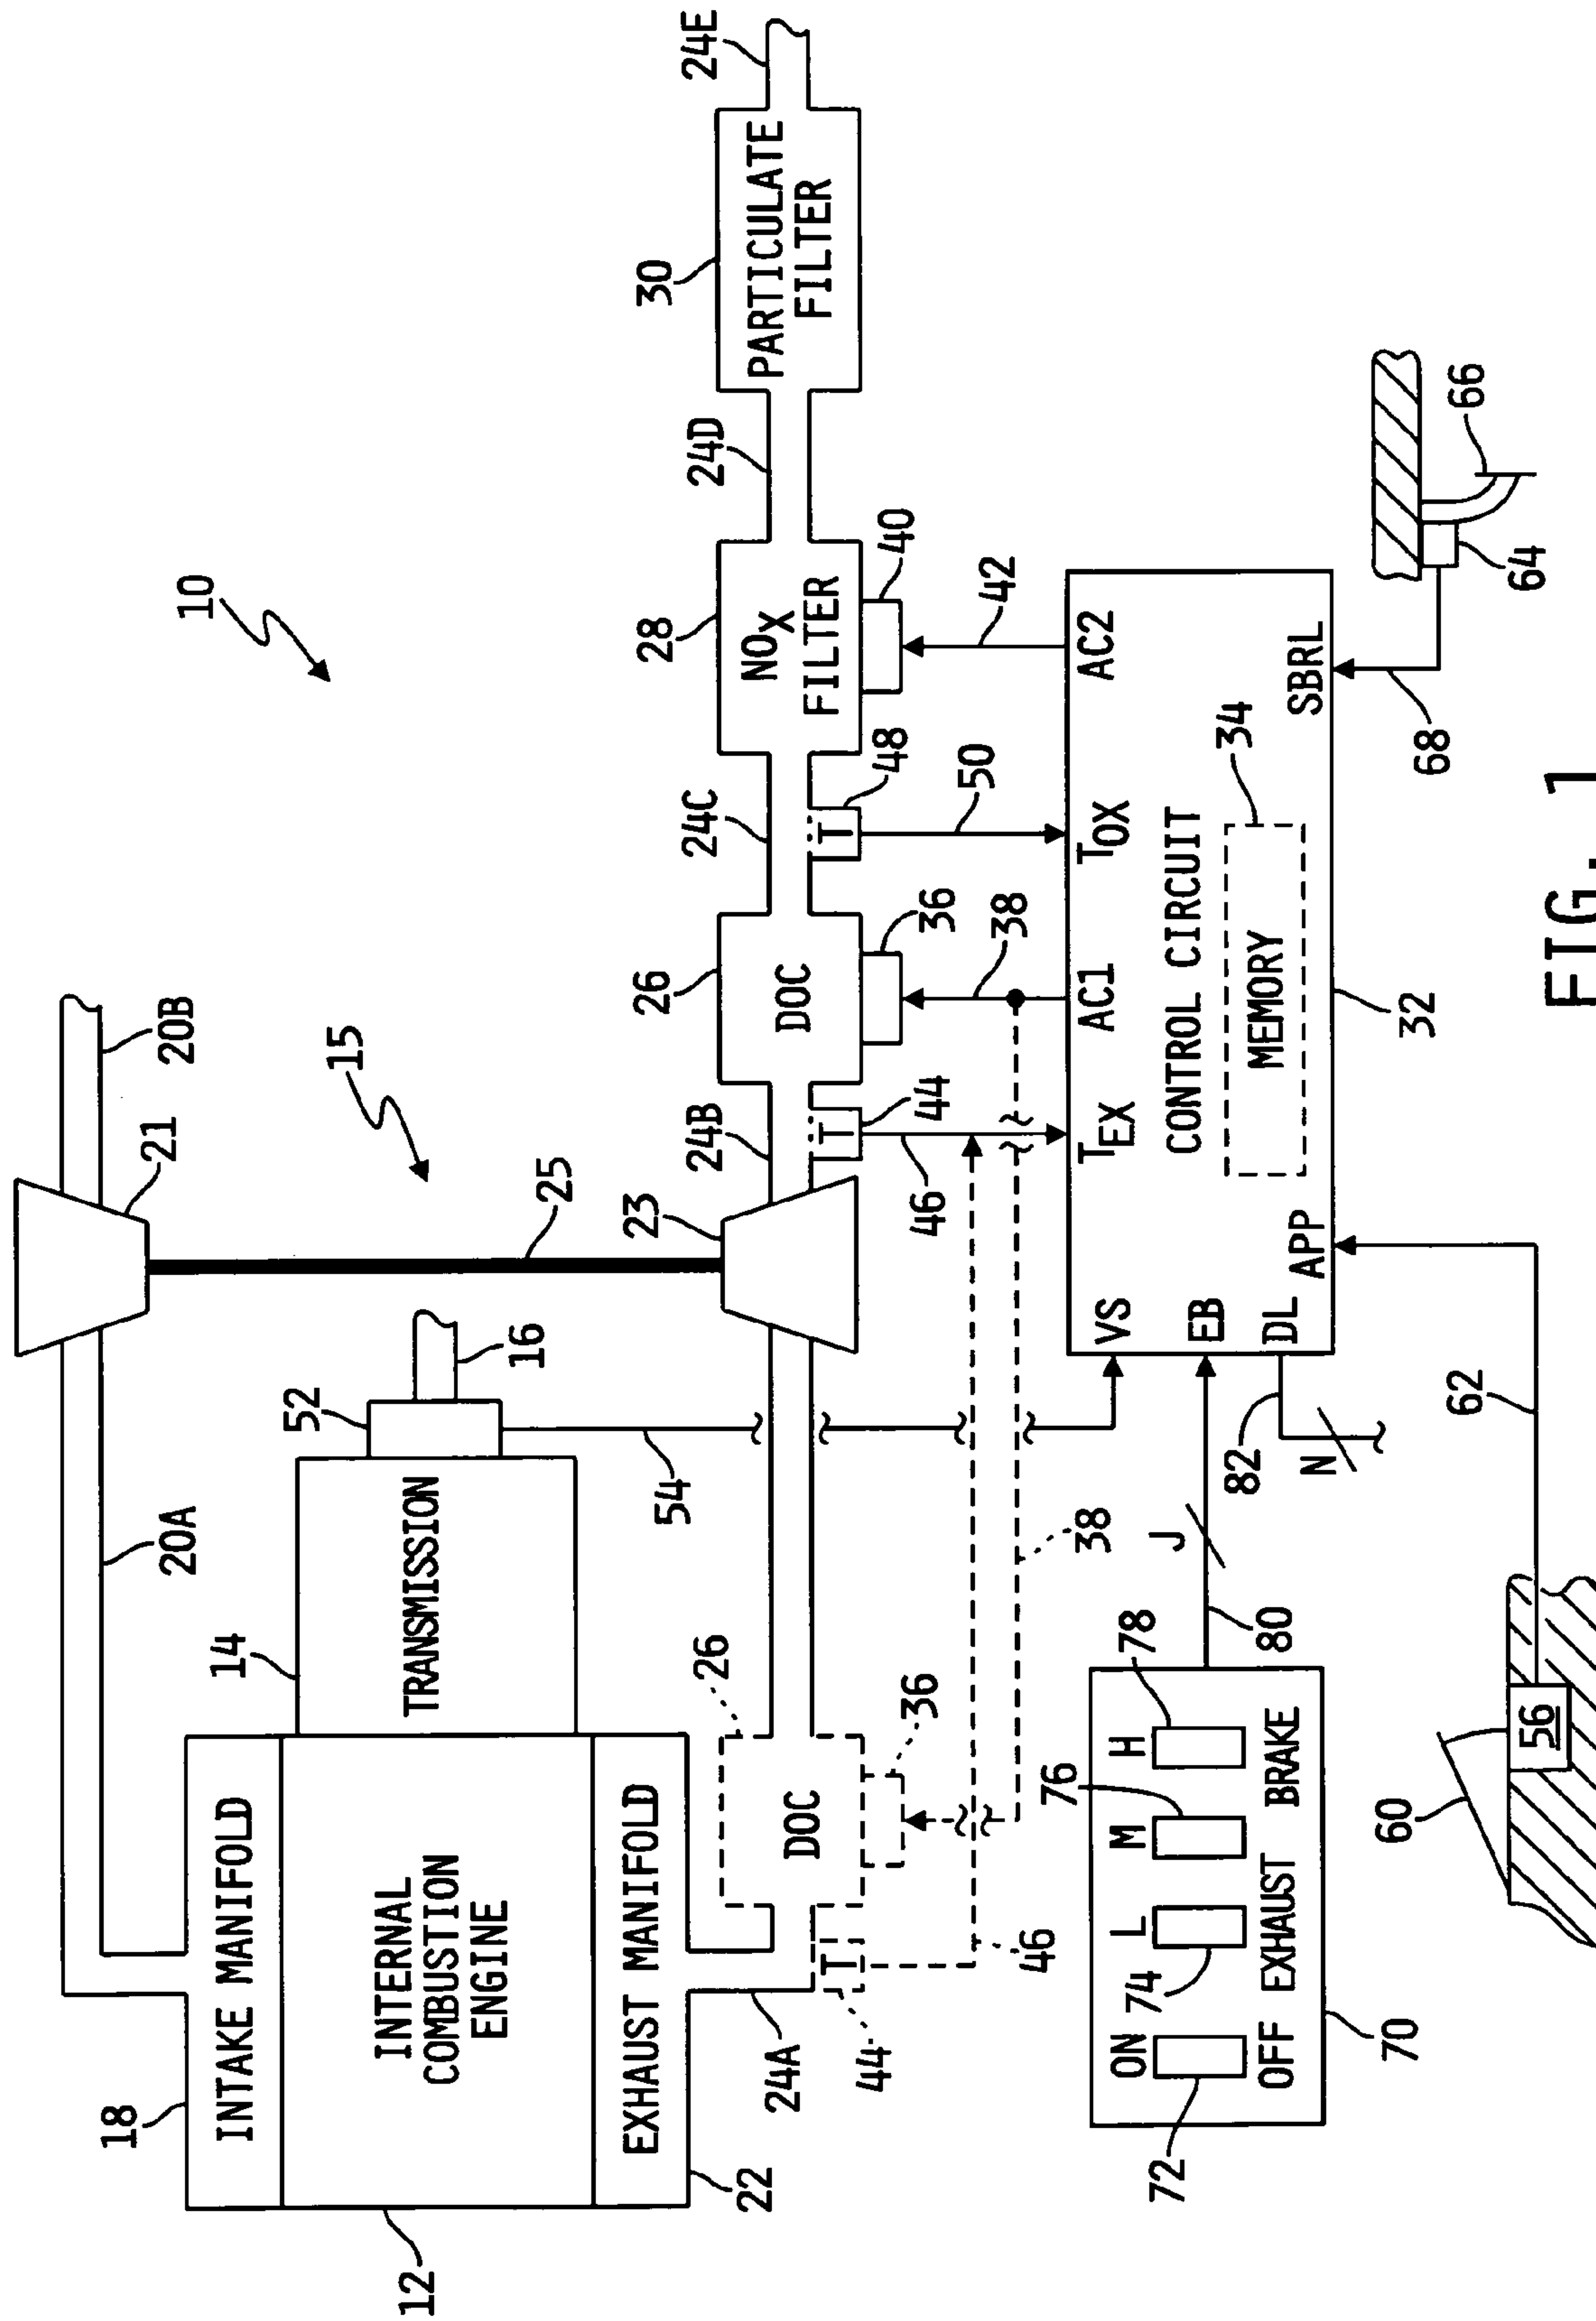 10
20B
21
15
20A
25
18
INTAKE MANIFOLD
14
TRANSMISSION
52
16
54
12
INTERNAL
COMBUSTION
ENGINE
EXHAUST MANIFOLD
22
24A
44
T
26
DOC
36
46
38
23
24B
T
44
46
26
DOC
36
38
24C
T
48
50
28
NOX
FILTER
40
42
24D
30
PARTICULATE
FILTER
24E
TEX
AC1
TOX
AC2
VS
EB
DL
APP
SBRL
CONTROL CIRCUIT
MEMORY
34
32
82
N
J
80
62
68
64
66
ON
L
M
H
OFF
EXHAUST
BRAKE
72
74
76
78
70
60
56
FIG. 1